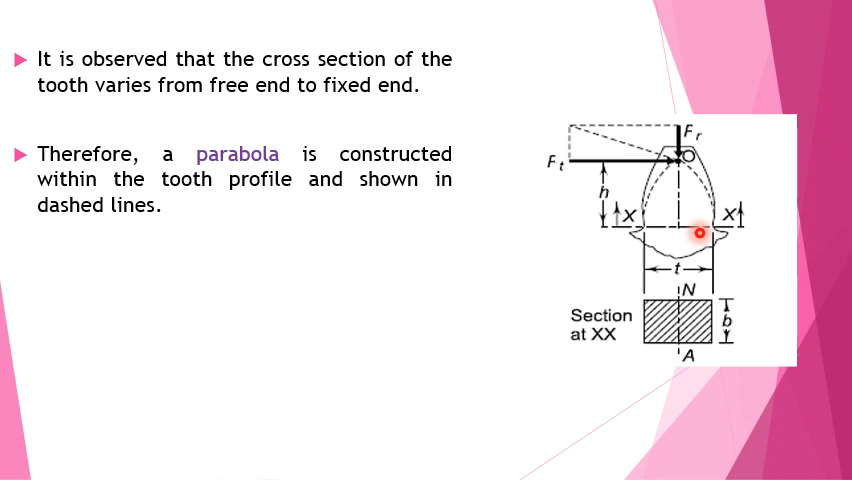 It is observed that the cross section of the
tooth varies from free end to fixed end.
Therefore, a parabola is constructed
within the tooth profile and shown in
dashed lines.
Fr
Ft
h
X
X
t
N
Section
at XX
b
A